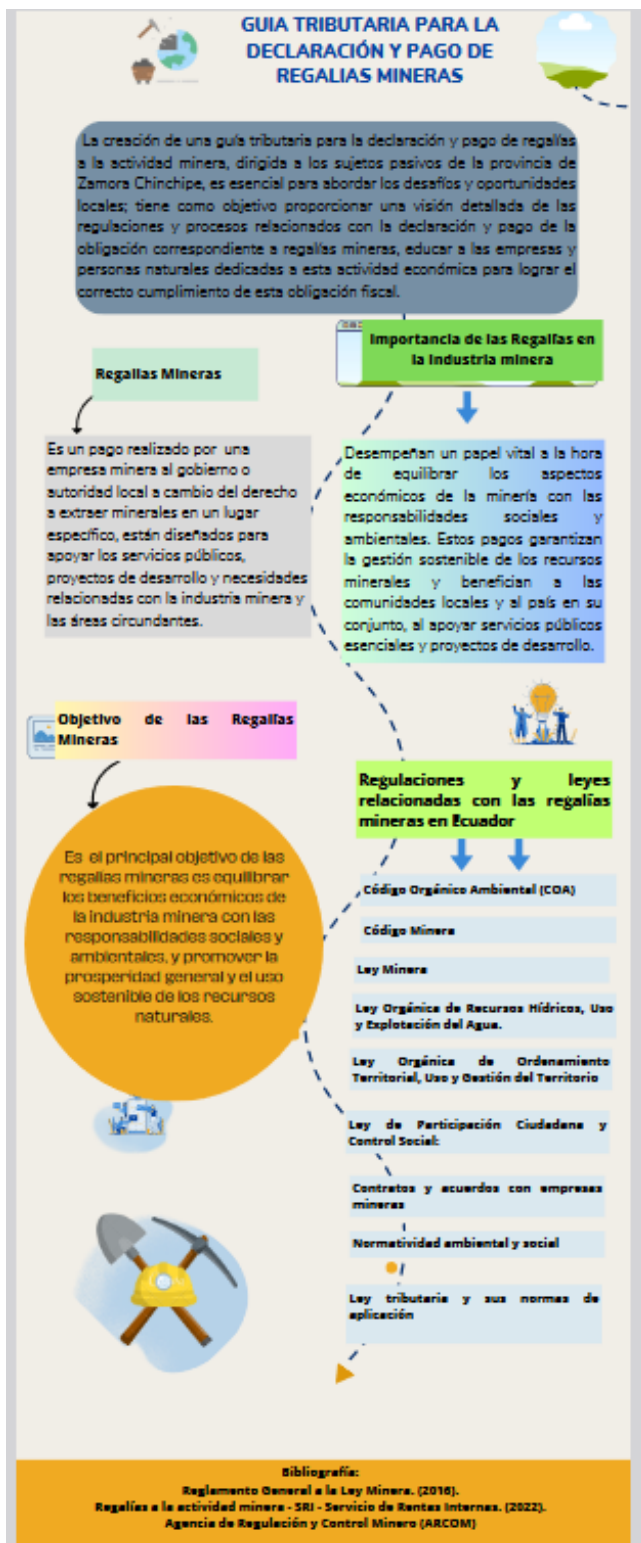 GUIA TRIBUTARIA PARA LA
DECLARACIÓN Y PAGO DE
REGALIAS MINERAS
La creación de una guía tributaria para la declaración y pago de regalías
a la actividad minera, dirigida a los sujetos pasivos de la provincia de
Zamora Chinchipe, es esencial para abordar los desafíos y oportunidades
locales; tiene como objetivo proporcionar una visión detallada de las
regulaciones y procesos relacionados con la declaración y pago de la
obligación correspondiente a regalías mineras, educar a las empresas y
personas naturales dedicadas a esta actividad económica para lograr el
correcto cumplimiento de esta obligación fiscal.
Regalías Mineras
Es un pago realizado por una
empresa minera al gobierno o
autoridad local a cambio del derecho
a extraer minerales en un lugar
específico, están diseñados para
apoyar los servicios públicos,
proyectos de desarrollo y necesidades
relacionadas con la industria minera y
las áreas circundantes.
Importancia de las Regalías en
la industria minera
Desempeñan un papel vital a la hora
de equilibrar los aspectos
económicos de la minería con las
responsabilidades sociales y
ambientales. Estos pagos garantizan
la gestión sostenible de los recursos
minerales y benefician a las
comunidades locales y al país en su
conjunto, al apoyar servicios públicos
esenciales y proyectos de desarrollo.
Objetivo de las Regalías
Mineras
Es el principal objetivo de las
regalías mineras es equilibrar
los beneficios económicos de
la industria minera con las
responsabilidades sociales y
ambientales, y promover la
prosperidad general y el uso
sostenible de los recursos
naturales.
Regulaciones y leyes
relacionadas con las regalías
mineras en Ecuador
Código Orgánico Ambiental (COA)
Código Minera
Ley Minera
Ley Orgánica de Recursos Hídricos, Uso
y Explotación del Agua.
Ley Orgánica de Ordenamiento
Territorial, Uso y Gestión del Territorio
Ley de Participación Ciudadana y
Control Social:
Contratos y acuerdos con empresas
mineras
Normatividad ambiental y social
Ley tributaria y sus normas de
aplicación
Bibliografía:
Reglamento General a la Ley Minera. (2016).
Regalías a la actividad minera - SRI - Servicio de Rentas Internas. (2022).
Agencia de Regulación y Control Minero (ARCOM)